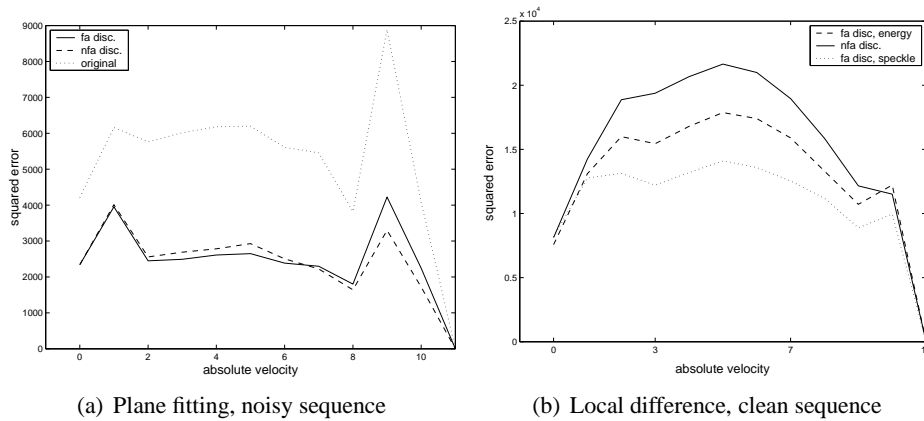 9000
8000
7000
6000
5000
4000
3000
2000
1000
0
squared error
fa disc.
nfa disc.
original
0 2 4 6 8 10
absolute velocity
(a) Plane fitting, noisy sequence
2.5 x 10^4
2
1.5
1
0.5
0
squared error
fa disc, energy
nfa disc.
fa disc, speckle
0 3 7 1
absolute velocity
(b) Local difference, clean sequence